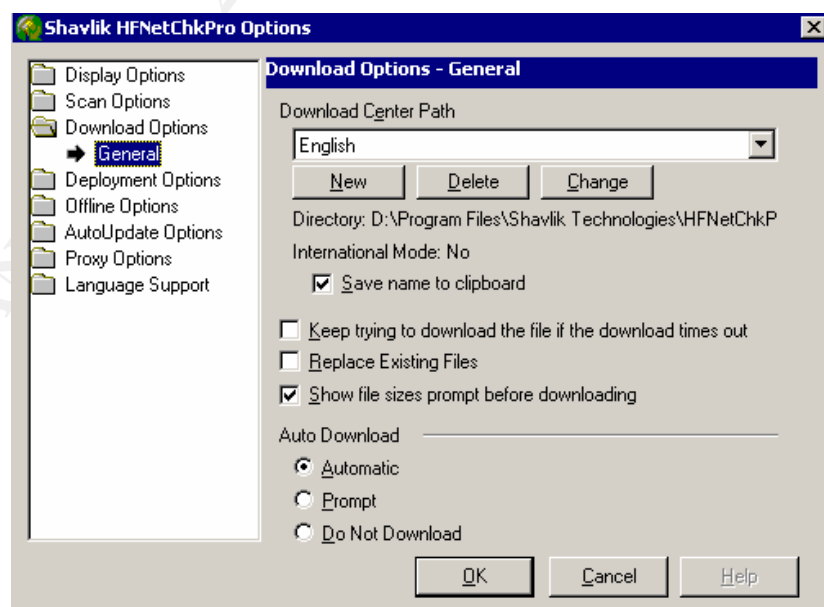 Shavlik HFNetChkPro Options
Display Options
Scan Options
Download Options
General
Deployment Options
Offline Options
AutoUpdate Options
Proxy Options
Language Support
Download Options - General
Download Center Path
English
New Delete Change
Directory: D:\Program Files\Shavlik Technologies\HFNetChkP
International Mode: No
Save name to clipboard
Keep trying to download the file if the download times out
Replace Existing Files
Show file sizes prompt before downloading
Auto Download
Automatic
Prompt
Do Not Download
OK Cancel Help